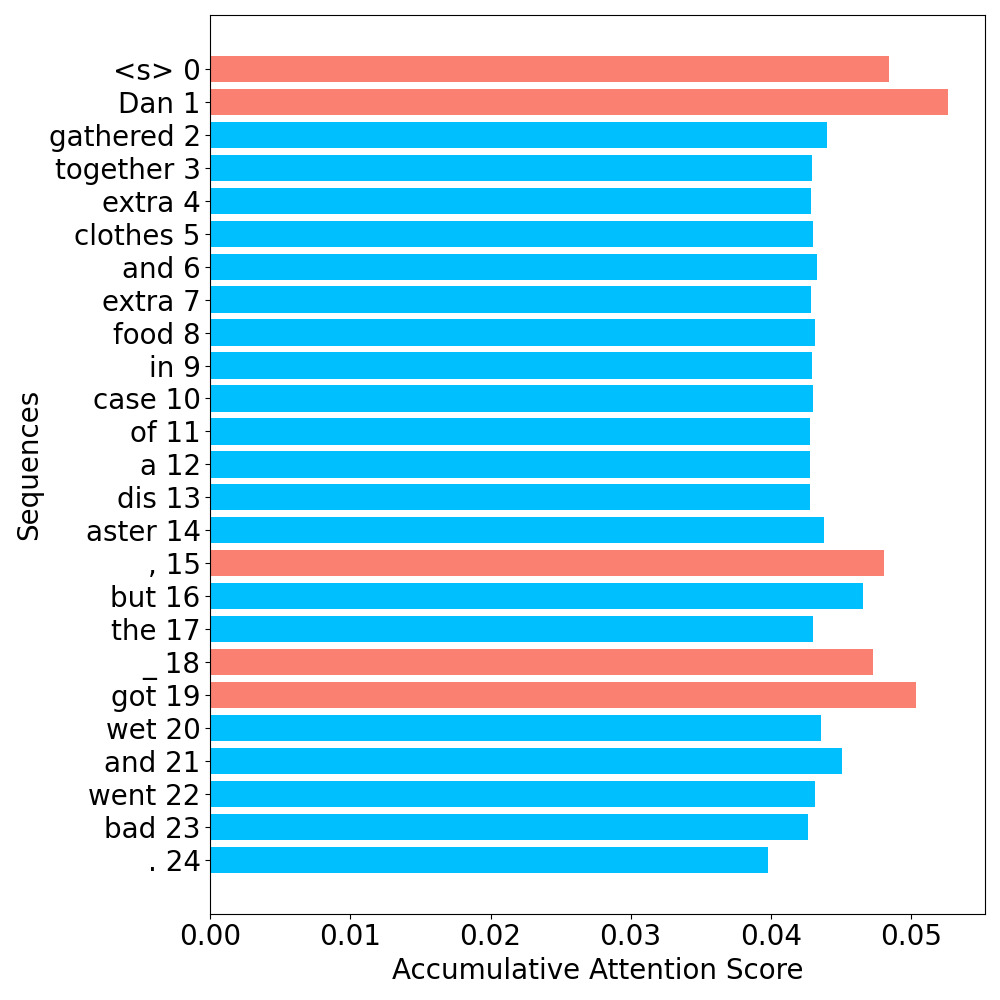 <s> 0
Dan 1
gathered 2
together 3
extra 4
clothes 5
and 6
extra 7
food 8
in 9
case 10
of 11
a 12
dis 13
aster 14
, 15
but 16
the 17
_ 18
got 19
wet 20
and 21
went 22
bad 23
. 24
Sequences
0.00 0.01 0.02 0.03 0.04 0.05
Accumulative Attention Score